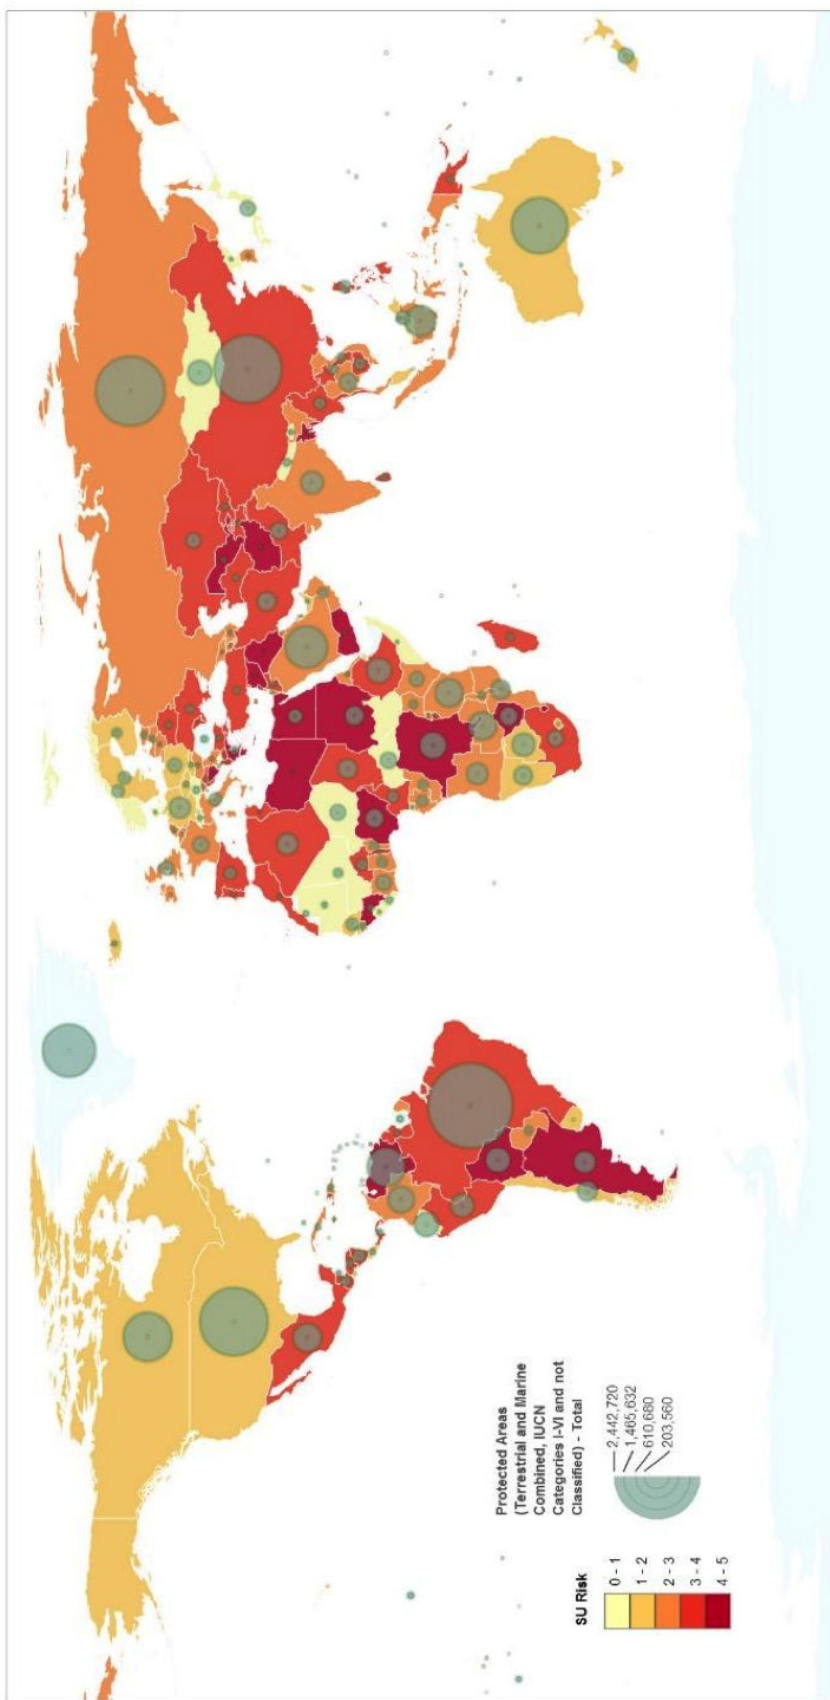 Protected Areas
(Terrestrial and Marine
Combined, IUCN
Categories I-VI and not
Classified) - Total
2,442,720
1,465,632
610,680
203,560
SU Risk
0 - 1
1 - 2
2 - 3
3 - 4
4 - 5